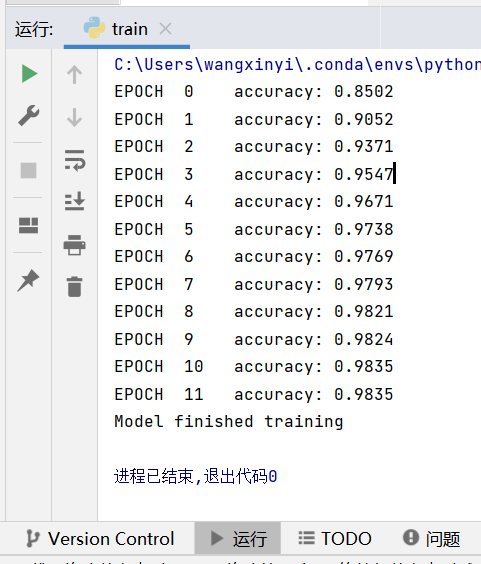 运行: train
C:\Users\wangxinyi\.conda\envs\python
EPOCH 0 accuracy: 0.8502
EPOCH 1 accuracy: 0.9052
EPOCH 2 accuracy: 0.9371
EPOCH 3 accuracy: 0.9547
EPOCH 4 accuracy: 0.9671
EPOCH 5 accuracy: 0.9738
EPOCH 6 accuracy: 0.9769
EPOCH 7 accuracy: 0.9793
EPOCH 8 accuracy: 0.9821
EPOCH 9 accuracy: 0.9824
EPOCH 10 accuracy: 0.9835
EPOCH 11 accuracy: 0.9835
Model finished training
进程已结束,退出代码0
Version Control 运行 TODO 问题